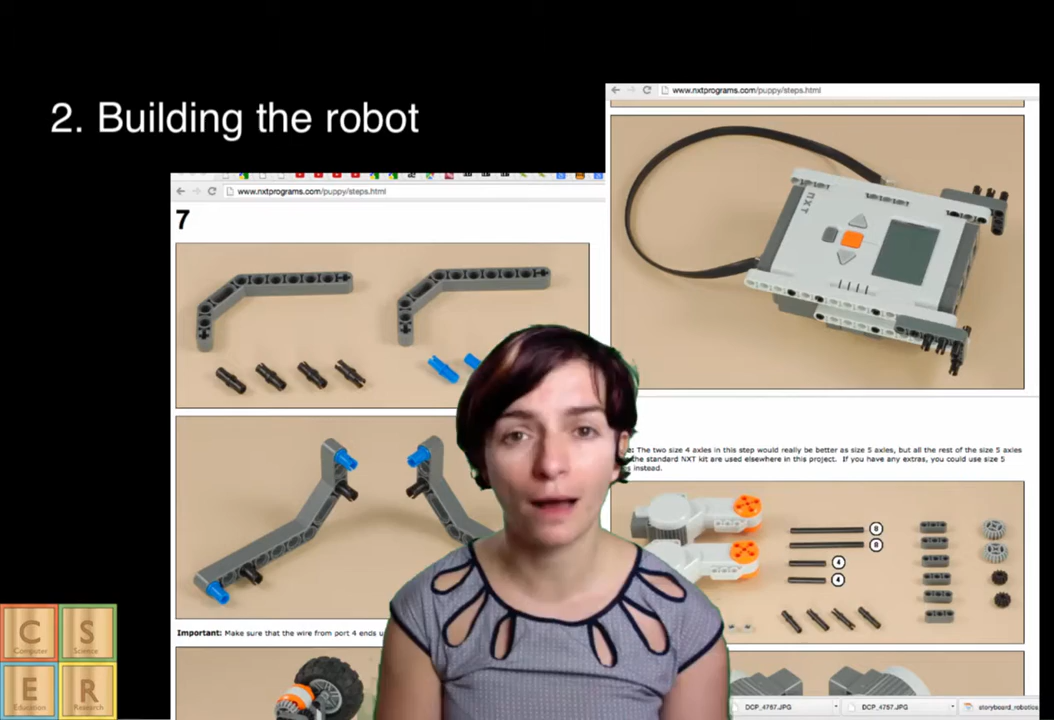 2. Building the robot
www.nxtprograms.com/puppy/steps.html
7
Important: Make sure that the wire from port 4 ends
www.nxtprograms.com/puppy/steps.html
NXT
The two size 4 axles in this step would really be better as size 5 axles, but all the rest of the size 5 axles
the standard NXT kit are used elsewhere in this project. If you have any extras, you could use size 5
instead.
8
8
4
4
C
Computer
S
Science
E
Education
R
Research
DCP_4767.JPG
DCP_4757.JPG
storyboard_robotics